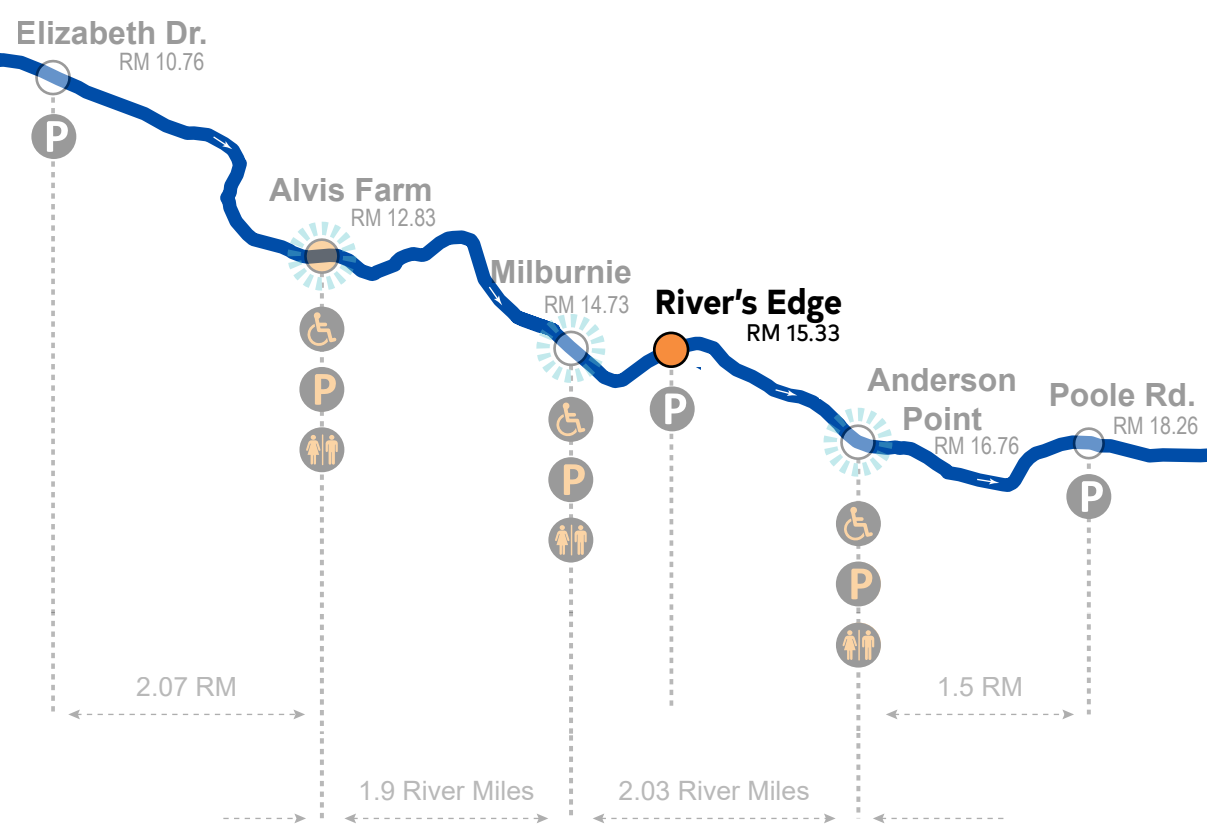 Elizabeth Dr.
RM 10.76
P
Alvis Farm
RM 12.83
P
Milburnie
RM 14.73
P
River's Edge
RM 15.33
P
Anderson
Point
RM 16.76
P
Poole Rd.
RM 18.26
P
2.07 RM
1.5 RM
1.9 River Miles
2.03 River Miles